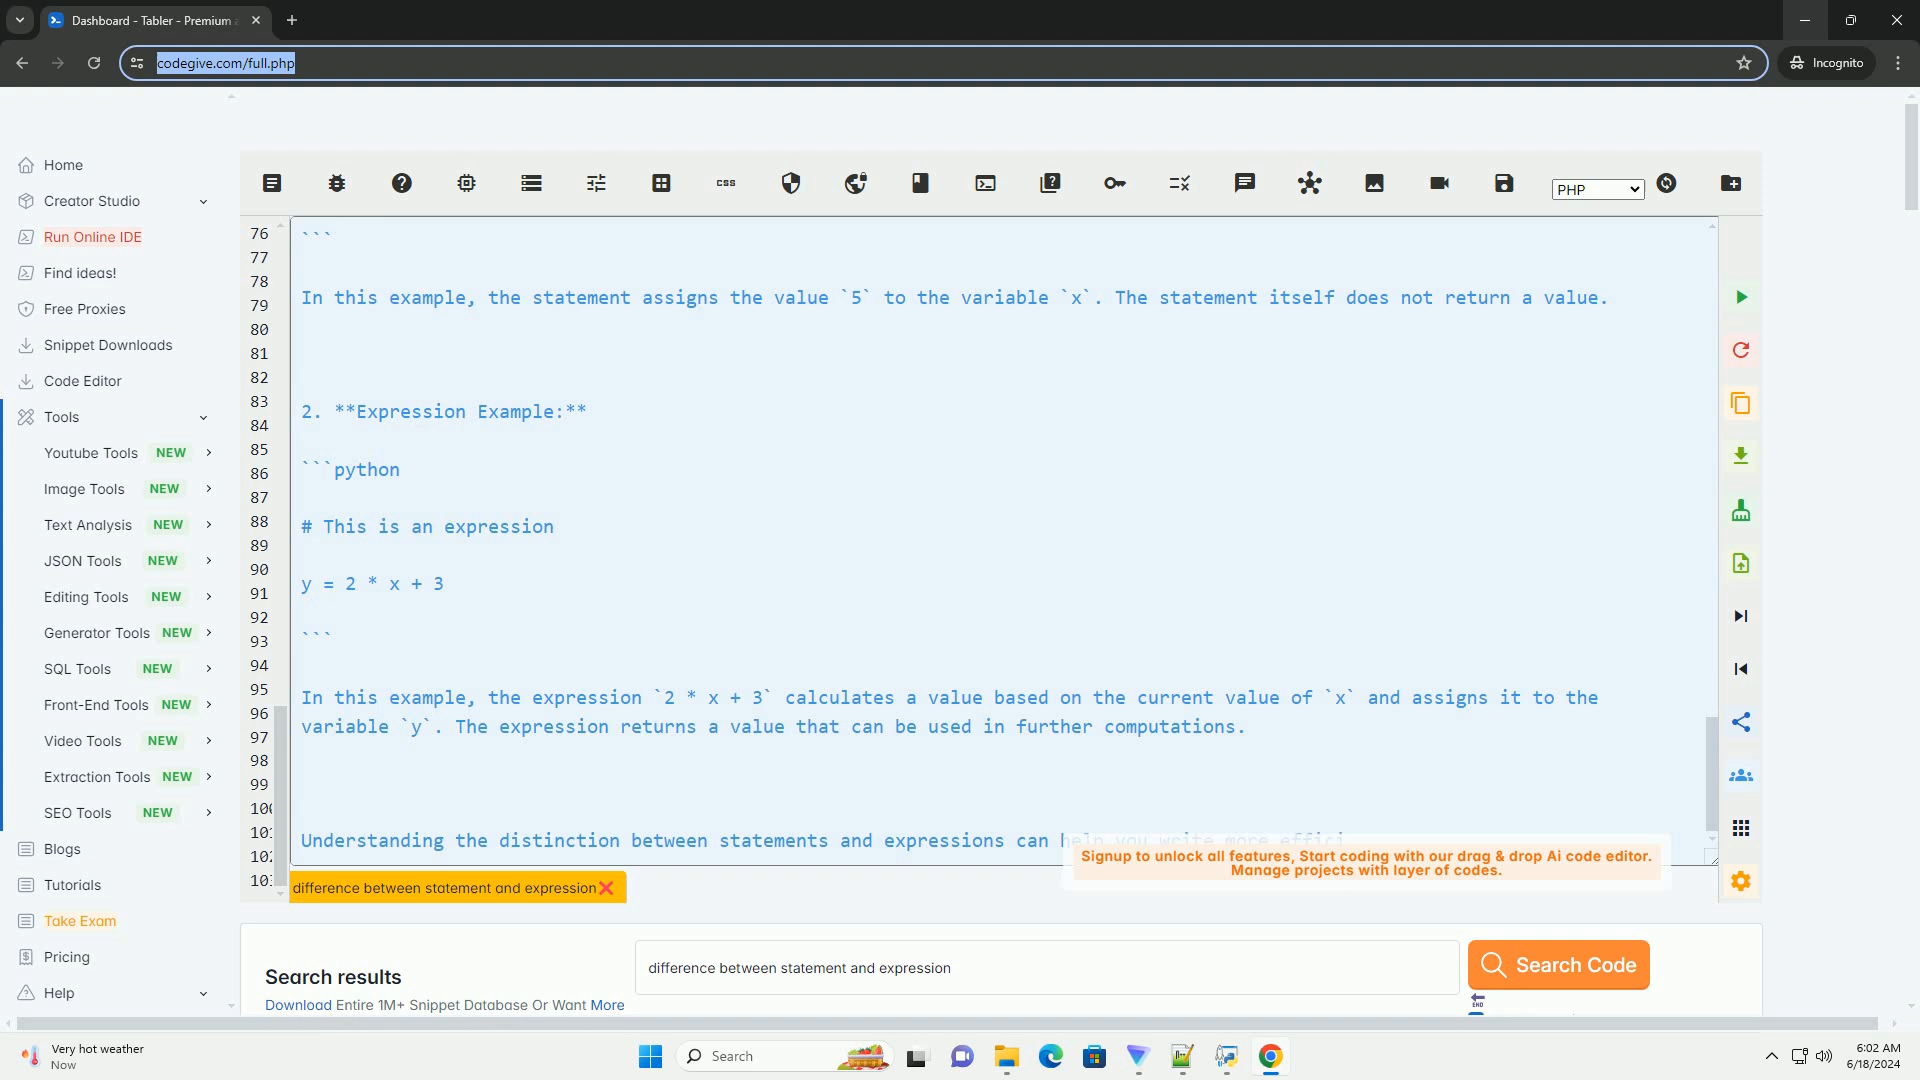 Dashboard - Tabler - Premium
codegive.com/full.php
Incognito
Home
Creator Studio
Run Online IDE
Find ideas!
Free Proxies
Snippet Downloads
Code Editor
Tools
Youtube Tools NEW
Image Tools NEW
Text Analysis NEW
JSON Tools NEW
Editing Tools NEW
Generator Tools NEW
SQL Tools NEW
Front-End Tools NEW
Video Tools NEW
Extraction Tools NEW
SEO Tools NEW
Blogs
Tutorials
Take Exam
Pricing
Help
css
PHP
76
77
78
79
80
81
82
83
84
85
86
87
88
89
90
91
92
93
94
95
96
97
98
99
```
In this example, the statement assigns the value `5` to the variable `x`. The statement itself does not return a value.
2. **Expression Example:**
```python
# This is an expression
y = 2 * x + 3
```
In this example, the expression `2 * x + 3` calculates a value based on the current value of `x` and assigns it to the
variable `y`. The expression returns a value that can be used in further computations.
Understanding the distinction between statements and expressions can help you write more effici
Signup to unlock all features, Start coding with our drag & drop Ai code editor.
Manage projects with layer of codes.
difference between statement and expression
Search results
Download Entire 1M+ Snippet Database Or Want More
difference between statement and expression
Search Code
END
Very hot weather
Now
Search
6:02 AM
6/18/2024